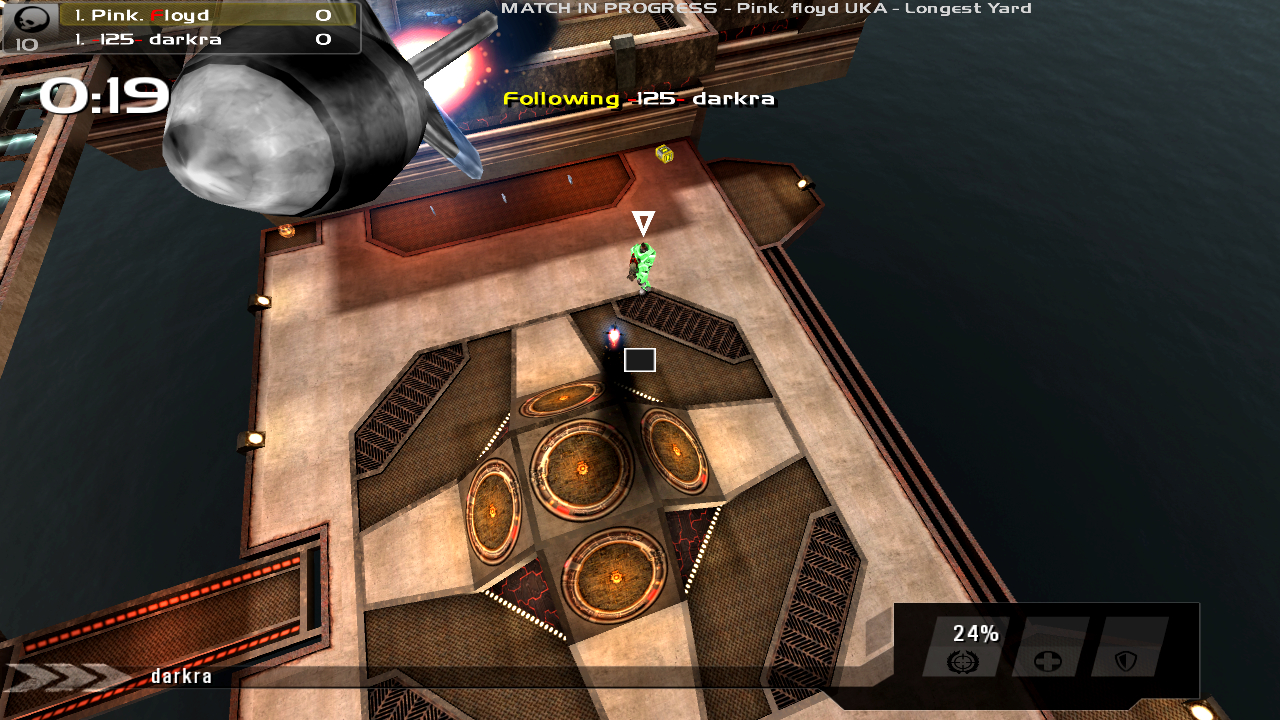 MATCH IN PROGRESS - Pink. floyd UKA - Longest Yard
1. Pink. Floyd 0
10
1. -125- darkra 0
0:19
Following -125- darkra
24%
darkra